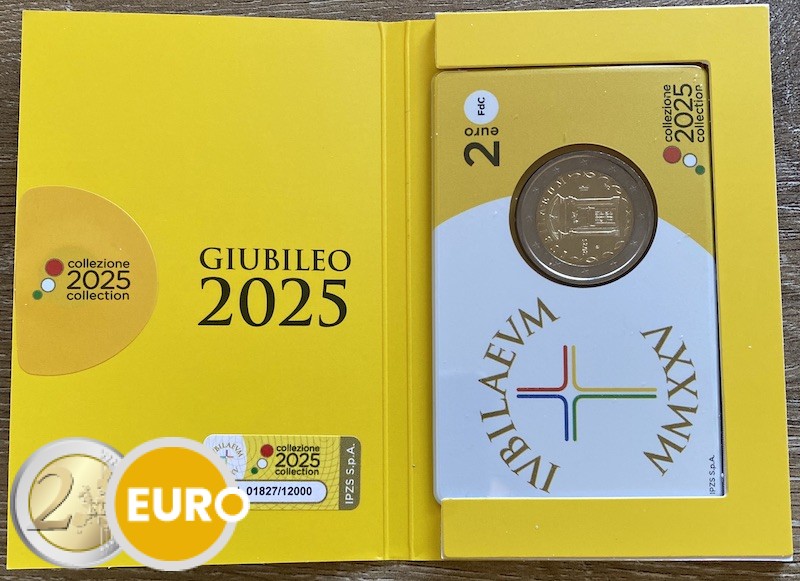 collezione
2025
collection
GIUBILEO
2025
collezione
2025
collection
01827/12000
IPZS S.p.A.
2
EURO
2
euro
FdC
collezione
2025
collection
IVBILAEVM
MMXXV
IPZS S.p.A.